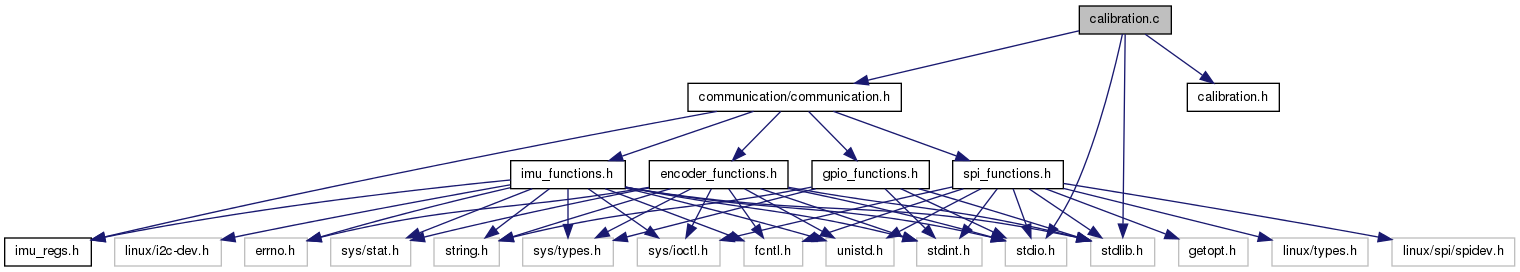 calibration.c
communication/communication.h
calibration.h
imu_functions.h
encoder_functions.h
gpio_functions.h
spi_functions.h
imu_regs.h
linux/i2c-dev.h
errno.h
sys/stat.h
string.h
sys/types.h
sys/ioctl.h
fcntl.h
unistd.h
stdint.h
stdio.h
stdlib.h
getopt.h
linux/types.h
linux/spi/spidev.h